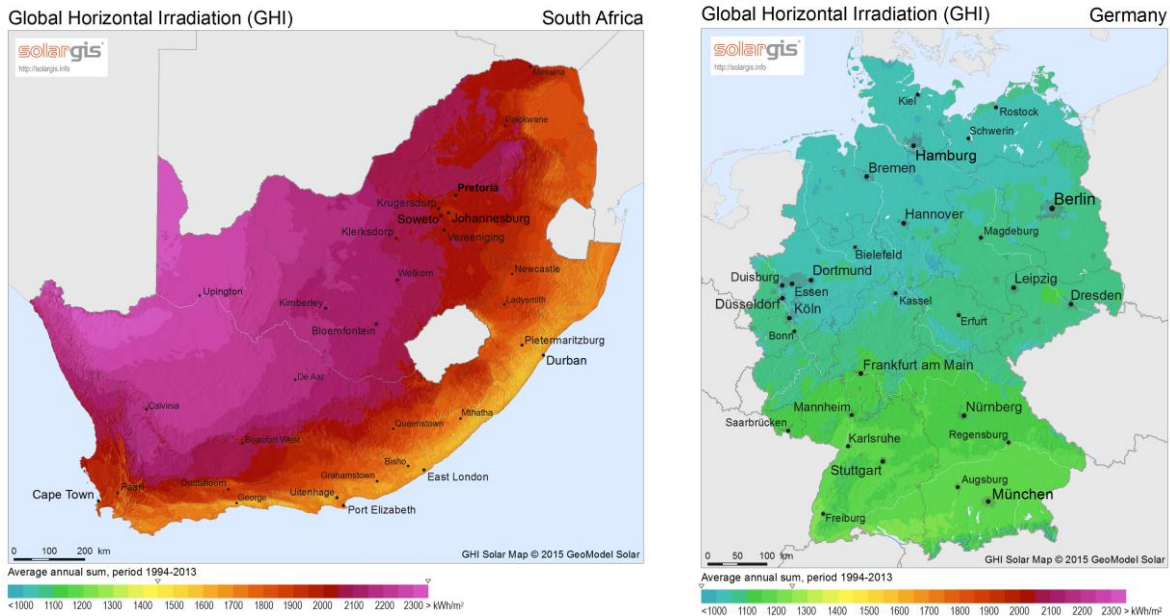 Global Horizontal Irradiation (GHI) South Africa
solargis
http://solargis.info
Messina
Polokwane
Pretoria
Krugersdorp
Soweto Johannesburg
Klerksdorp Vereeniging
Welkom Newcastle
Upington
Kimberley Ladysmith
Bloemfontein
Pietermaritzburg
Durban
De Aar
Calvinia
Mthatha
Queenstown
Beaufort West
Bisho
East London
Grahamstown
Cape Town Paarl Oudtshoorn Uitenhage
George
Port Elizabeth
0 100 200 km
GHI Solar Map © 2015 GeoModel Solar
Average annual sum, period 1994-2013
<1000 1100 1200 1300 1400 1500 1600 1700 1800 1900 2000 2100 2200 2300 > kWh/m²
Global Horizontal Irradiation (GHI) Germany
solargis
http://solargis.info
Kiel
Rostock
Schwerin
Hamburg
Bremen
Berlin
Hannover
Magdeburg
Bielefeld
Duisburg Dortmund Leipzig
Essen
Düsseldorf Kassel Dresden
Köln
Erfurt
Bonn
Frankfurt am Main
Mannheim Nürnberg
Saarbrücken
Karlsruhe Regensburg
Stuttgart
Augsburg
München
Freiburg
0 50 100 km
GHI Solar Map © 2015 GeoModel Solar
Average annual sum, period 1994-2013
<1000 1100 1200 1300 1400 1500 1600 1700 1800 1900 2000 2100 2200 2300 > kWh/m²